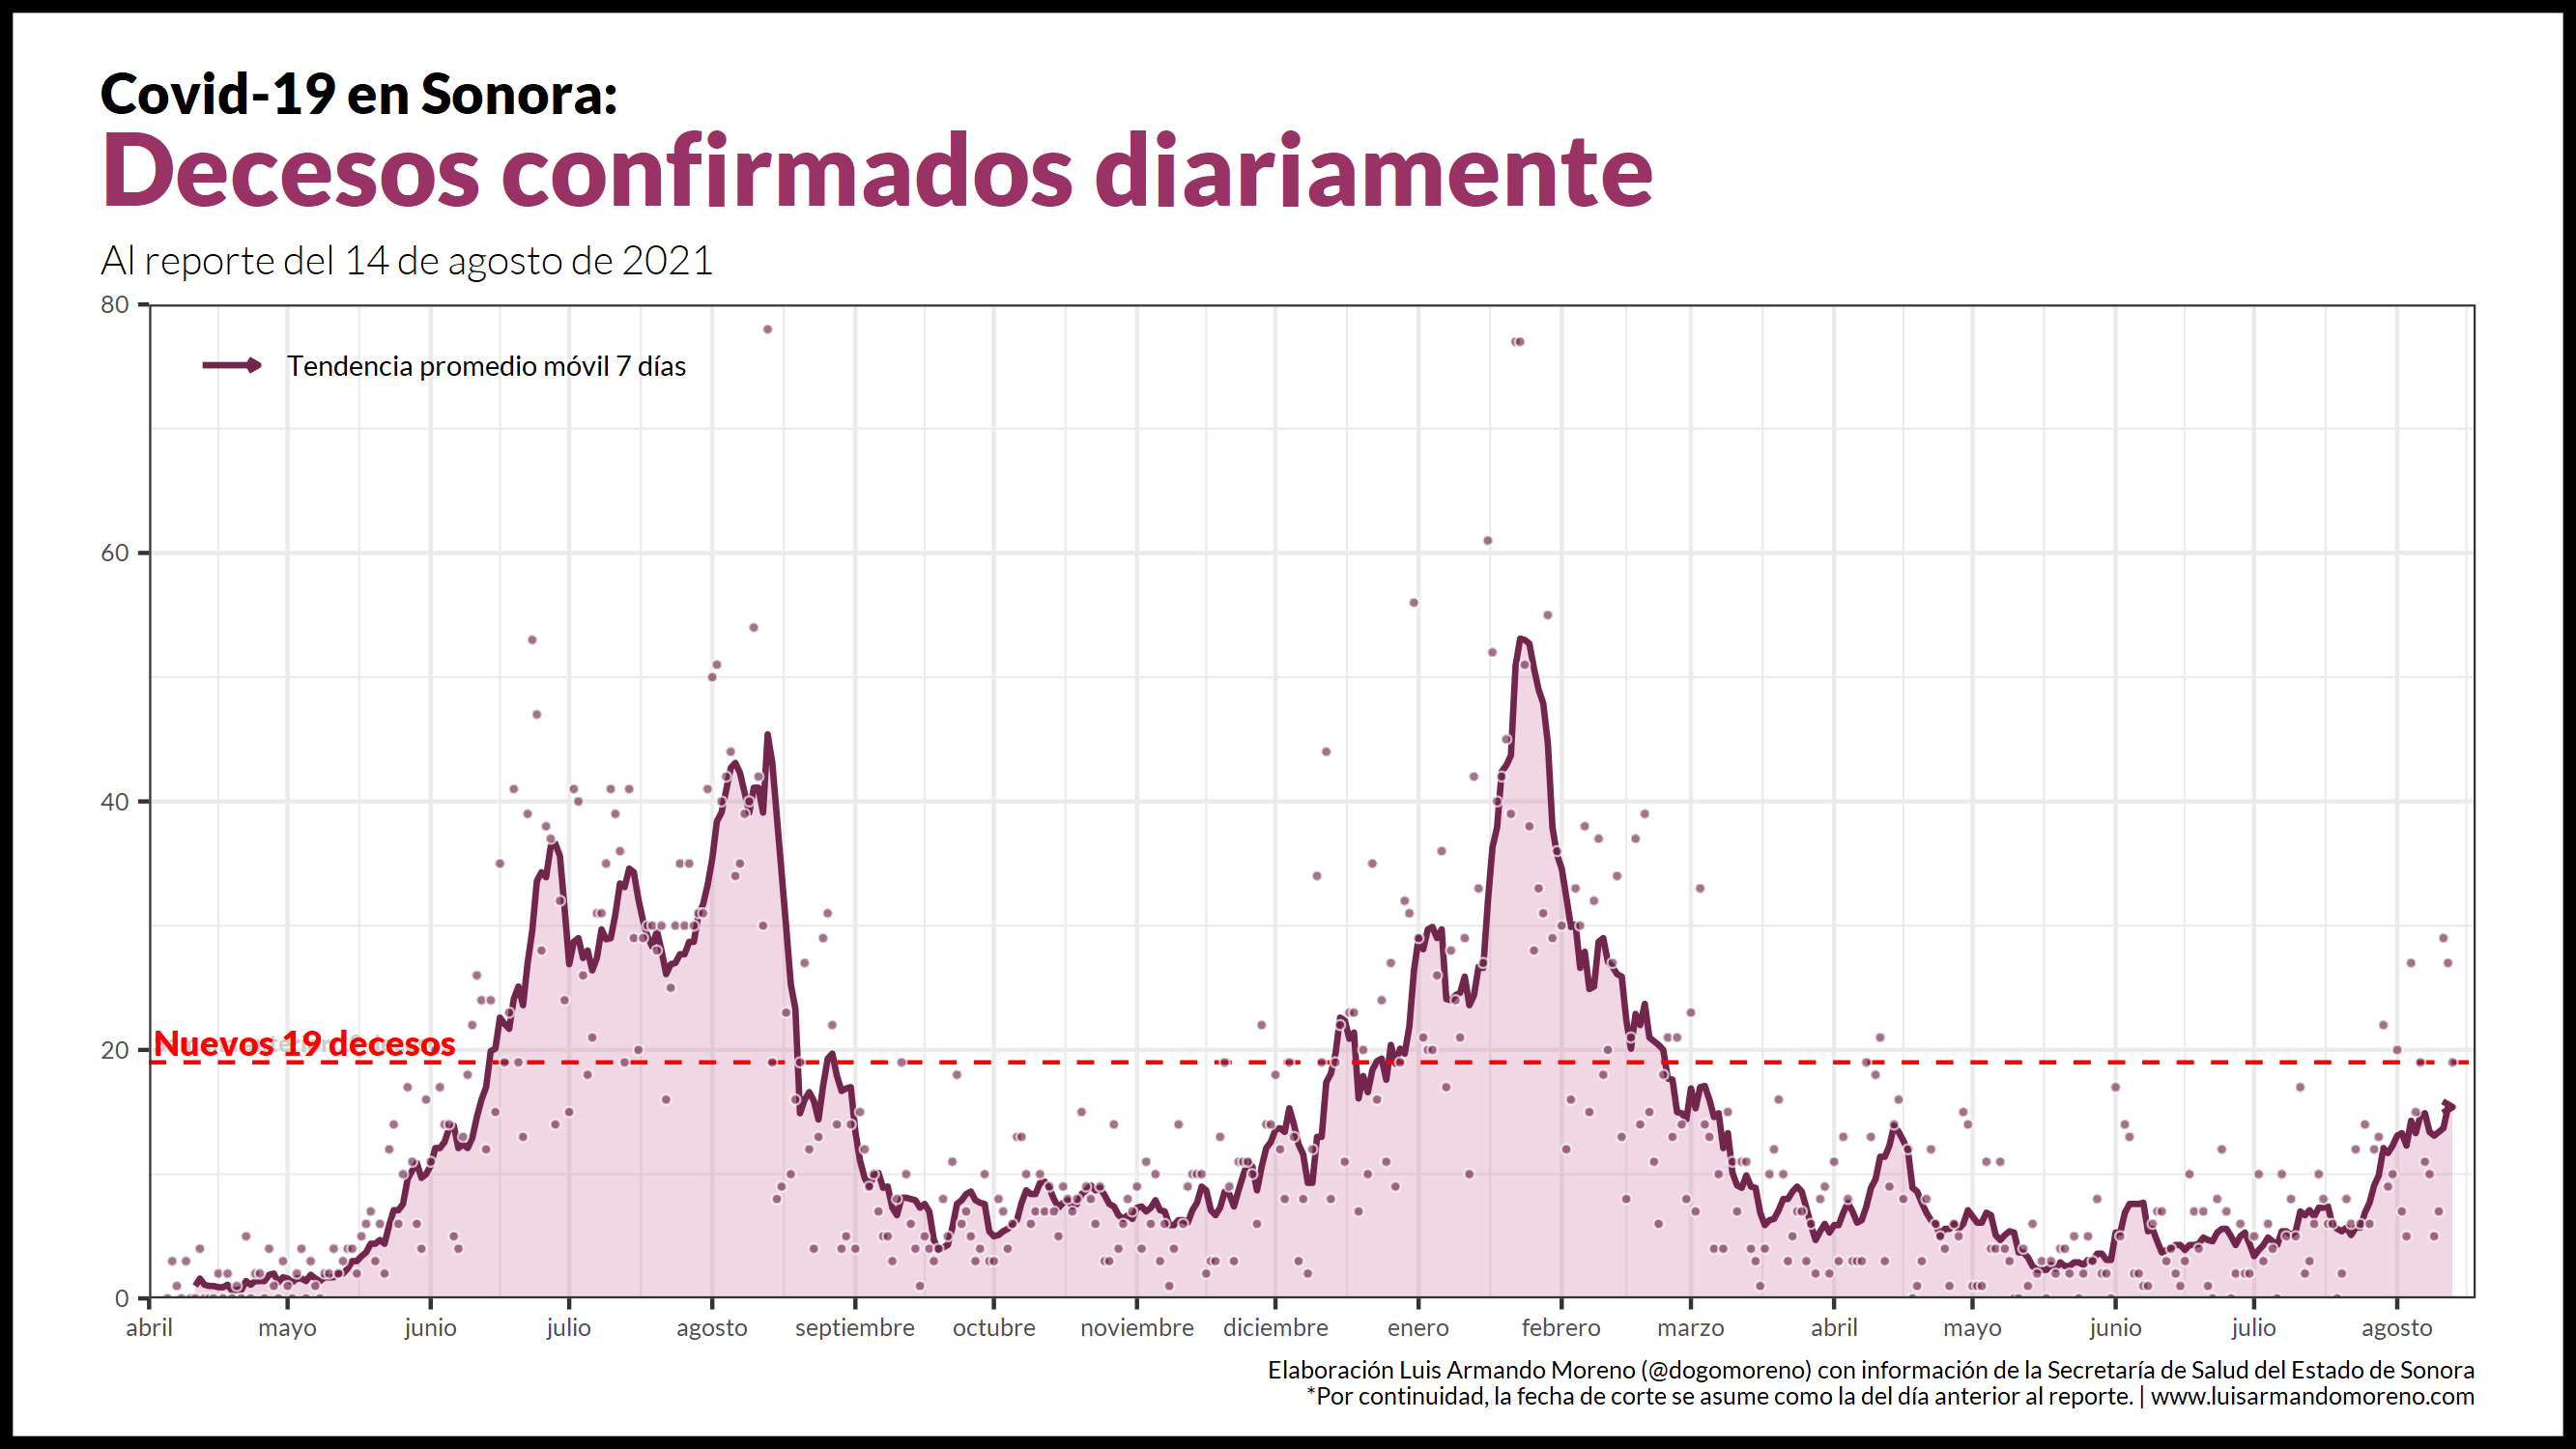 Covid-19 en Sonora:
Decesos confirmados diariamente
Al reporte del 14 de agosto de 2021
80
Tendencia promedio móvil 7 días
60
40
Nuevos 19 decesos
20
0
abril mayo junio julio agosto septiembre octubre noviembre diciembre enero febrero marzo abril mayo junio julio agosto
Elaboración Luis Armando Moreno (@dogomoreno) con información de la Secretaría de Salud del Estado de Sonora
*Por continuidad, la fecha de corte se asume como la del día anterior al reporte. | www.luisarmandomoreno.com